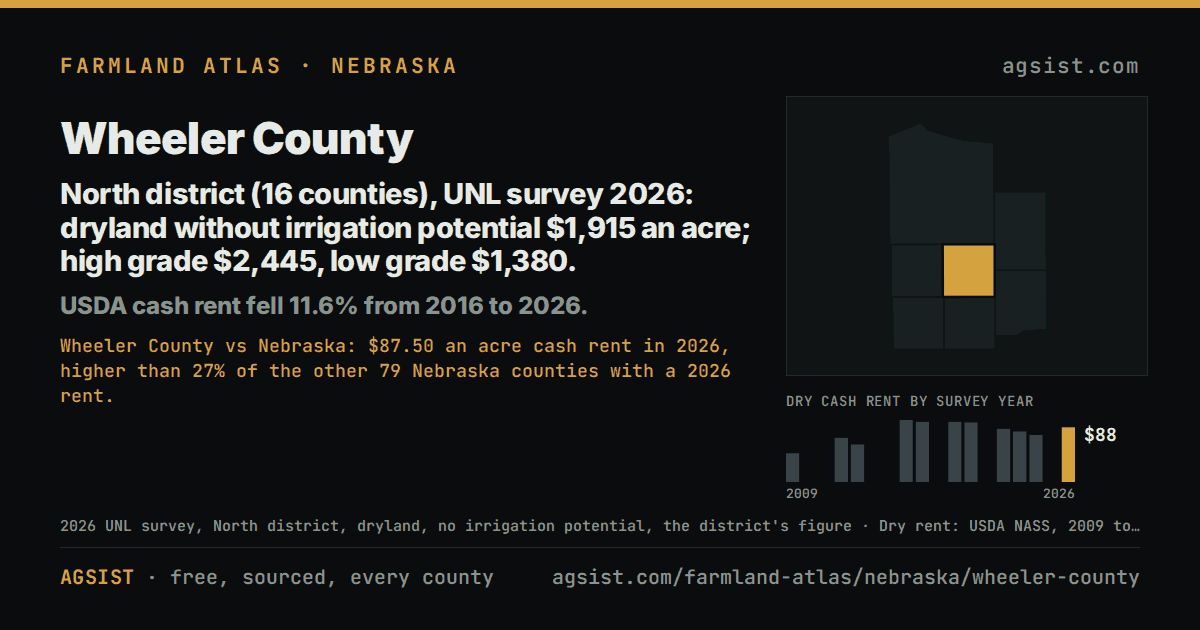 FARMLAND ATLAS · NEBRASKA
agsist.com
Wheeler County
North district (16 counties), UNL survey 2026:
dryland without irrigation potential $1,915 an acre;
high grade $2,445, low grade $1,380.
USDA cash rent fell 11.6% from 2016 to 2026.
Wheeler County vs Nebraska: $87.50 an acre cash rent in 2026,
higher than 27% of the other 79 Nebraska counties with a 2026
rent.
DRY CASH RENT BY SURVEY YEAR
$88
2009
2026
2026 UNL survey, North district, dryland, no irrigation potential, the district's figure · Dry rent: USDA NASS, 2009 to…
AGSIST · free, sourced, every county
agsist.com/farmland-atlas/nebraska/wheeler-county